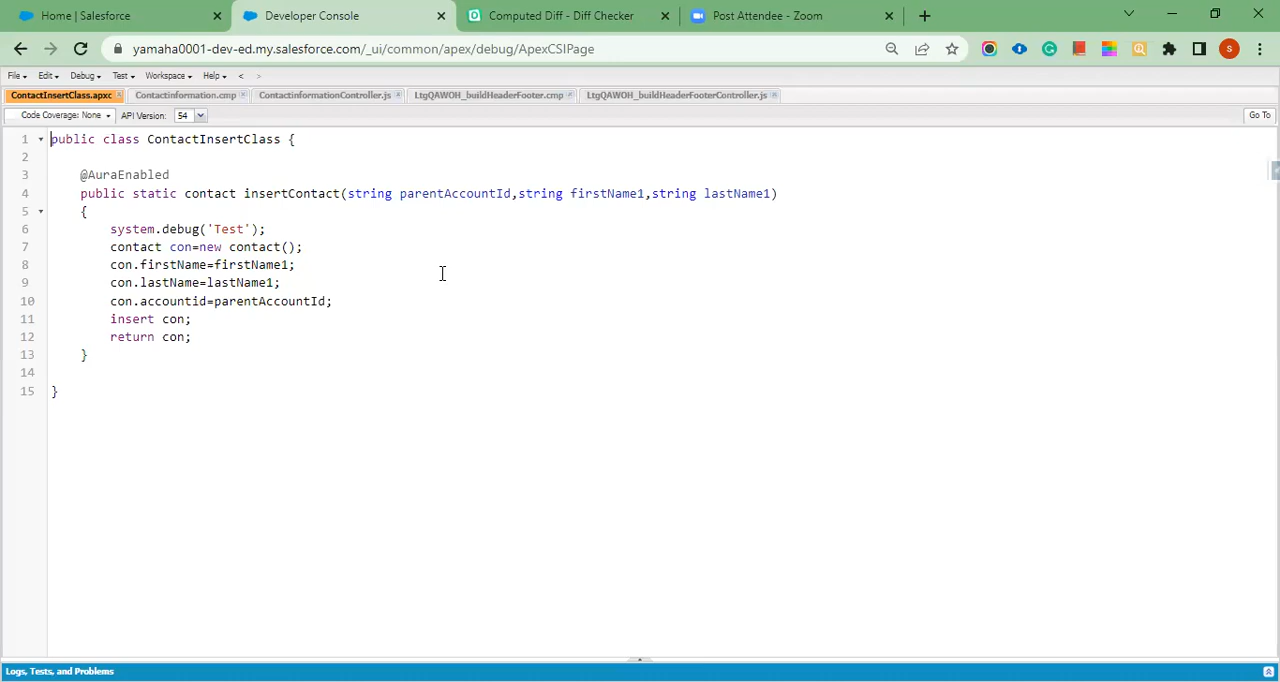 Home | Salesforce
Developer Console
Computed Diff - Diff Checker
Post Attendee - Zoom
yamaha0001-dev-ed.my.salesforce.com/_ui/common/apex/debug/ApexCSIPage
S
File Edit Debug Test Workspace Help < >
ContactInsertClass.apxc
Contactinformation.cmp
ContactinformationController.js
LtgQAWOH_buildHeaderFooter.cmp
LtgQAWOH_buildHeaderFooterController.js
Code Coverage: None API Version: 54 Go To
1 public class ContactInsertClass {
2
3 @AuraEnabled
4 public static contact insertContact(string parentAccountId,string firstName1,string lastName1)
5 {
6 system.debug('Test');
7 contact con=new contact();
8 con.firstName=firstName1;
9 con.lastName=lastName1;
10 con.accountid=parentAccountId;
11 insert con;
12 return con;
13 }
14
15 }
Logs, Tests, and Problems